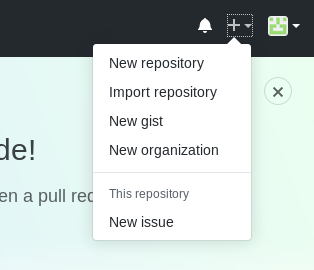 New repository
Import repository
New gist
New organization
de!
This repository
en a pull req
New issue